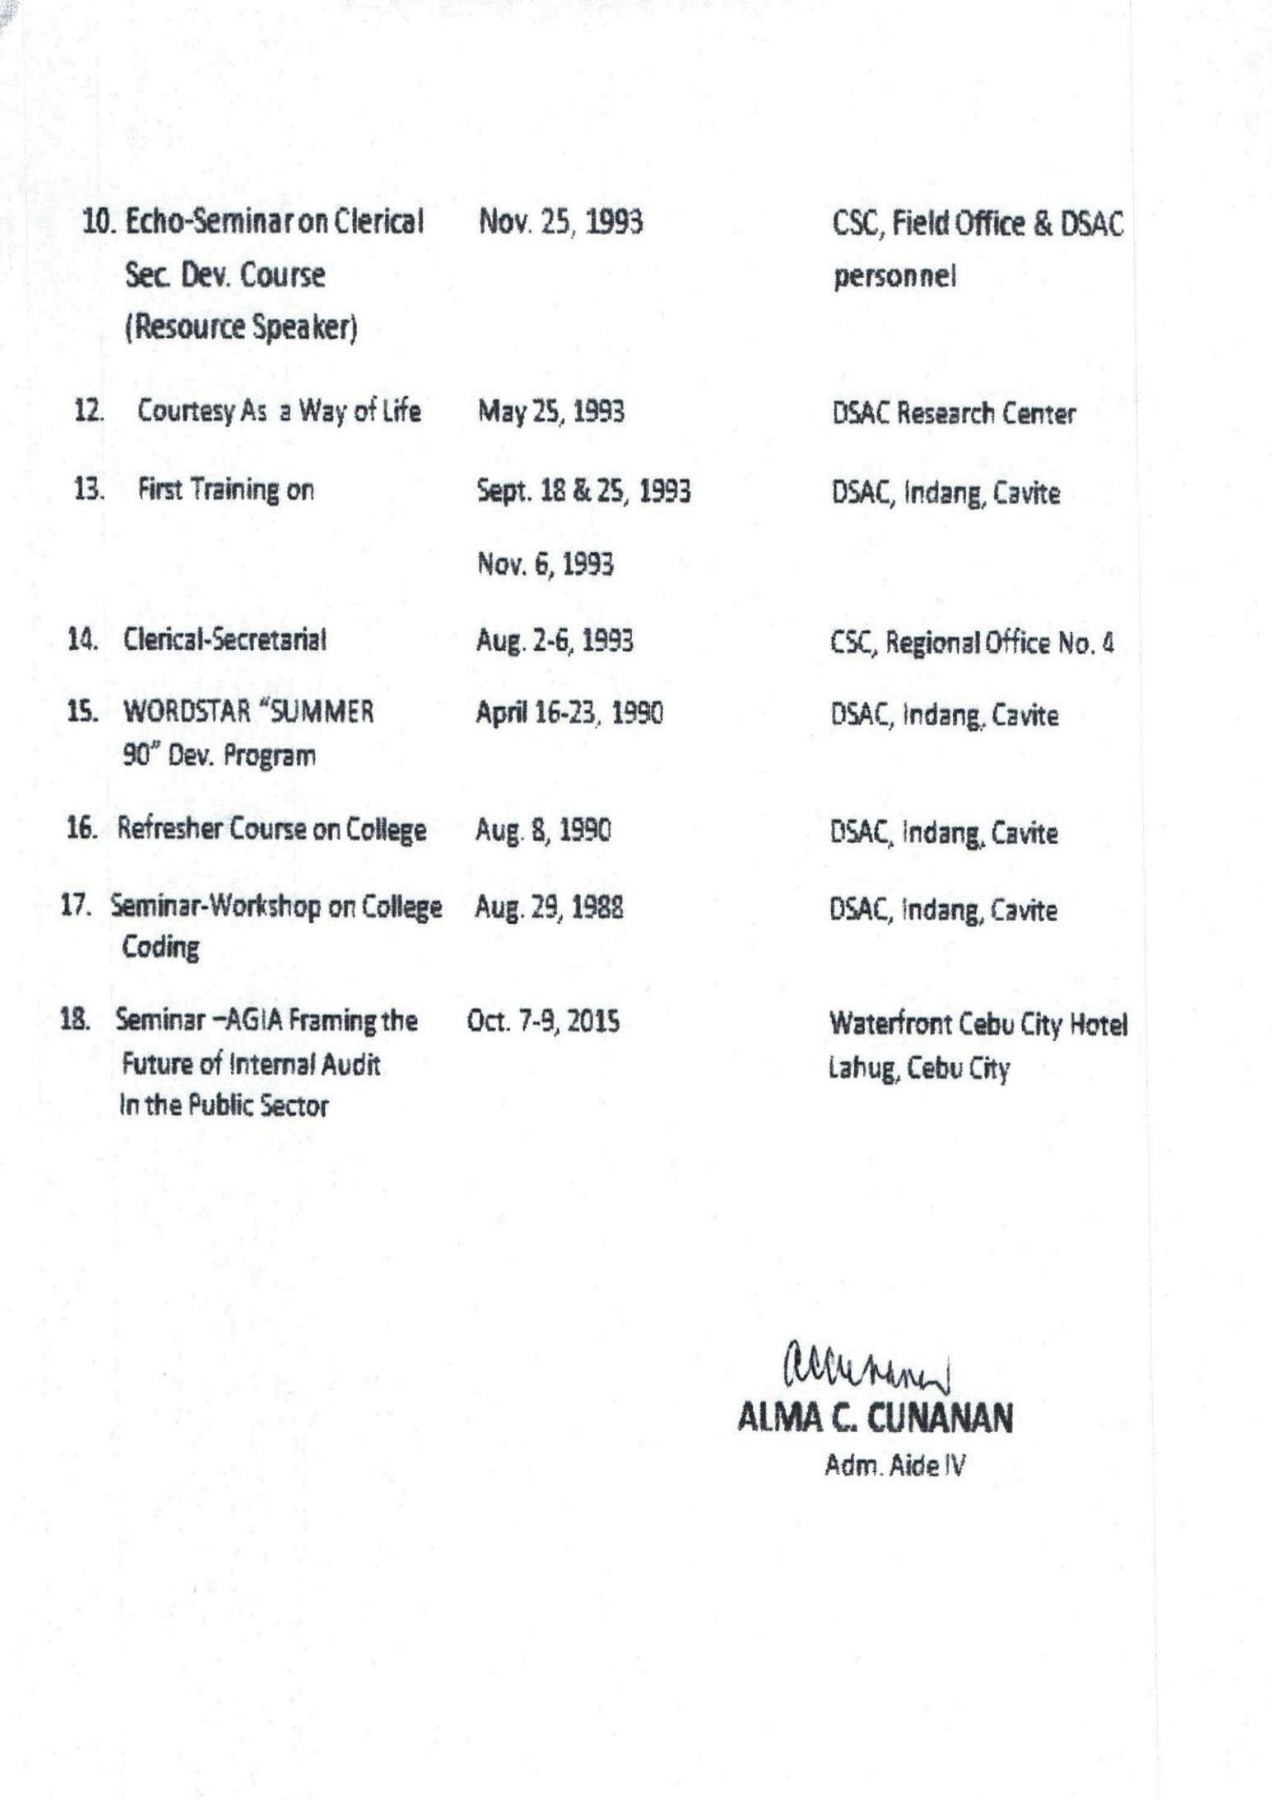 10. Echo-Seminar on Clerical Nov. 25, 1993 CSC, Field Office & DSAC
Sec. Dev. Course personnel
(Resource Speaker)
12. Courtesy As a Way of Life May 25, 1993 DSAC Research Center
13. First Training on Sept. 18 & 25, 1993 DSAC, Indang, Cavite
Nov. 6, 1993
14. Clerical-Secretarial Aug. 2-6, 1993 CSC, Regional Office No. 4
15. WORDSTAR "SUMMER April 16-23, 1990 DSAC, Indang, Cavite
90" Dev. Program
16. Refresher Course on College Aug. 8, 1990 DSAC, Indang, Cavite
17. Seminar-Workshop on College Aug. 29, 1988 DSAC, Indang, Cavite
Coding
18. Seminar –AGIA Framing the Oct. 7-9, 2015 Waterfront Cebu City Hotel
Future of Internal Audit Lahug, Cebu City
In the Public Sector
ALMA C. CUNANAN
Adm. Aide IV